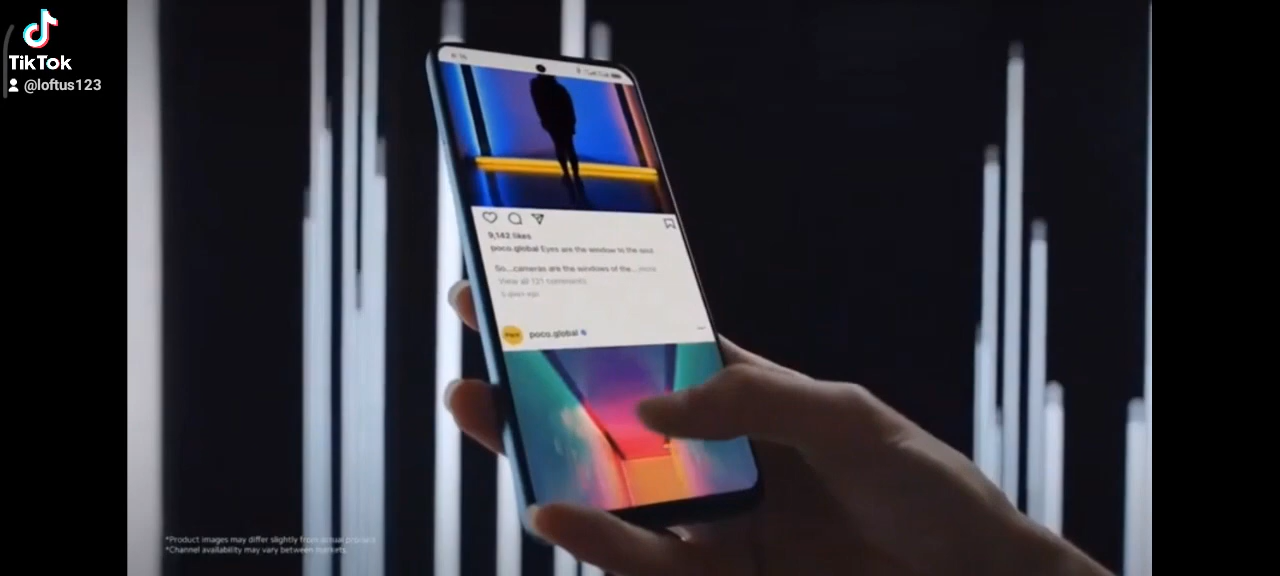 TikTok
@loftus123
9,142 likes
poco.global Eyes are the window to the soul
So...cameras are the windows of the... more
View all 121 comments
poco.global
*Product images may differ slightly from actual product
*Channel availability may vary between markets